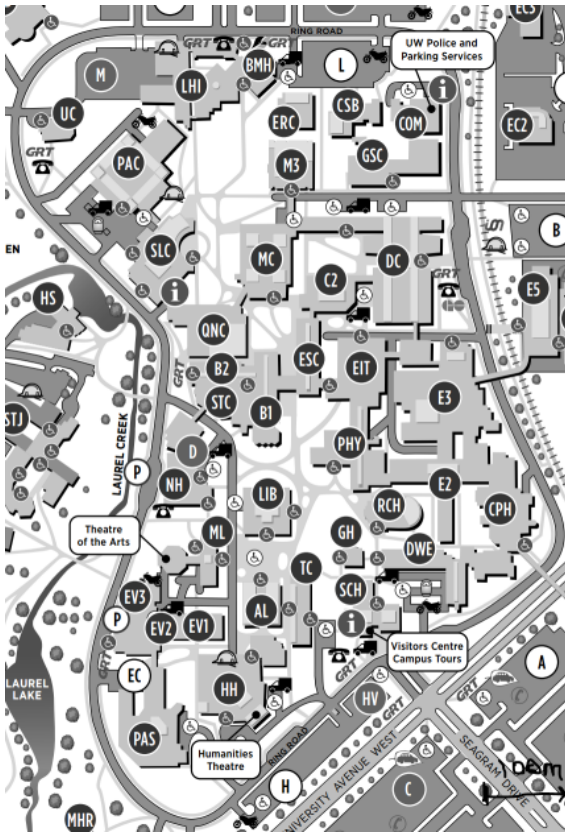 RING ROAD
EC5
GRT
UW Police and
Parking Services
M
LHI
BMH
L
UC
CSB
COM
i
ERC
EC2
GRT
PAC
M3
GSC
SLC
MC
DC
B
EN
C2
GRT
HS
i
E5
QNC
ESC
GRT
B2
EIT
STC
E3
STJ
B1
LAUREL CREEK
D
PHY
P
NH
LIB
E2
RCH
CPH
Theatre
of the Arts
ML
GH
DWE
TC
EV3
SCH
P
AL
EV2
EV1
i
GRT
Visitors Centre
Campus Tours
EC
A
LAUREL
LAKE
HH
HV
GRT
GRT
PAS
Humanities
Theatre
RING ROAD
UNIVERSITY AVENUE WEST
SEAGRAM DRIVE
H
C
MHR